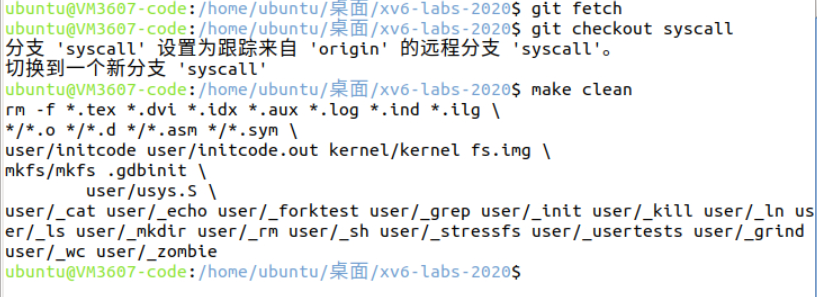 ubuntu@VM3607-code:/home/ubuntu/桌面/xv6-labs-2020$ git fetch
ubuntu@VM3607-code:/home/ubuntu/桌面/xv6-labs-2020$ git checkout syscall
分支 'syscall' 设置为跟踪来自 'origin' 的远程分支 'syscall'。
切换到一个新分支 'syscall'
ubuntu@VM3607-code:/home/ubuntu/桌面/xv6-labs-2020$ make clean
rm -f *.tex *.dvi *.idx *.aux *.log *.ind *.ilg \
*/*.o */*.d */*.asm */*.sym \
user/initcode user/initcode.out kernel/kernel fs.img \
mkfs/mkfs .gdbinit \
        user/usys.S \
user/_cat user/_echo user/_forktest user/_grep user/_init user/_kill user/_ln us
er/_ls user/_mkdir user/_rm user/_sh user/_stressfs user/_usertests user/_grind
user/_wc user/_zombie
ubuntu@VM3607-code:/home/ubuntu/桌面/xv6-labs-2020$